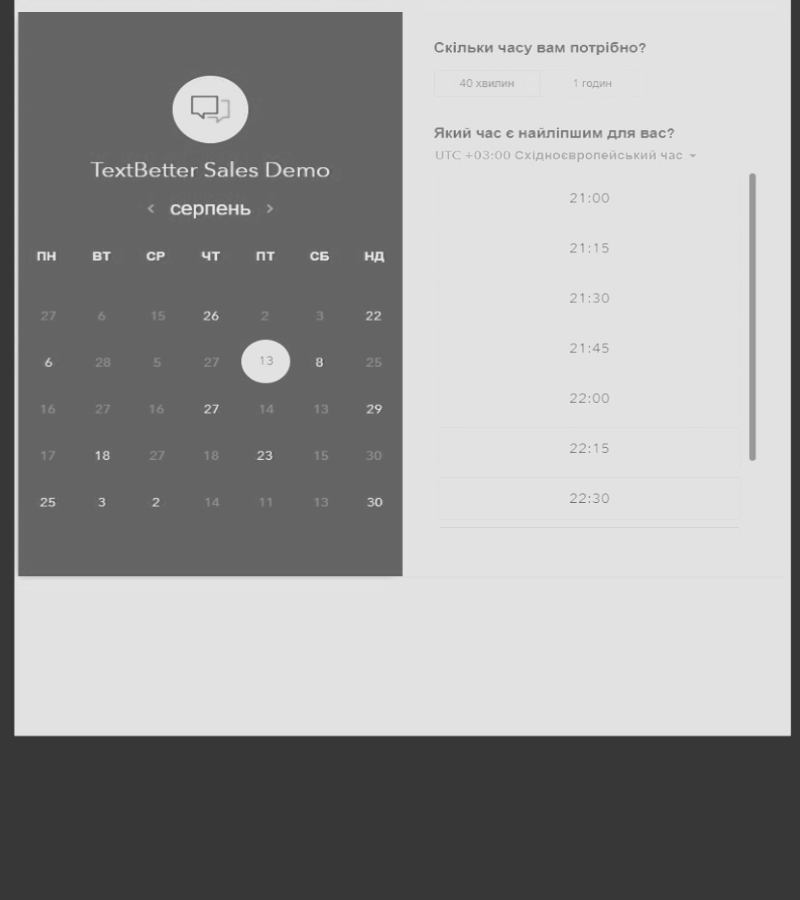 TextBetter Sales Demo
‹ серпень ›
ПН ВТ СР ЧТ ПТ СБ НД
27 6 15 26 2 3 22
6 28 5 27 13 8 25
16 27 16 27 14 13 29
17 18 27 18 23 15 30
25 3 2 14 11 13 30
Скільки часу вам потрібно?
40 хвилин 1 годин
Який час є найліпшим для вас?
UTC +03:00 Східноєвропейський час
21:00
21:15
21:30
21:45
22:00
22:15
22:30